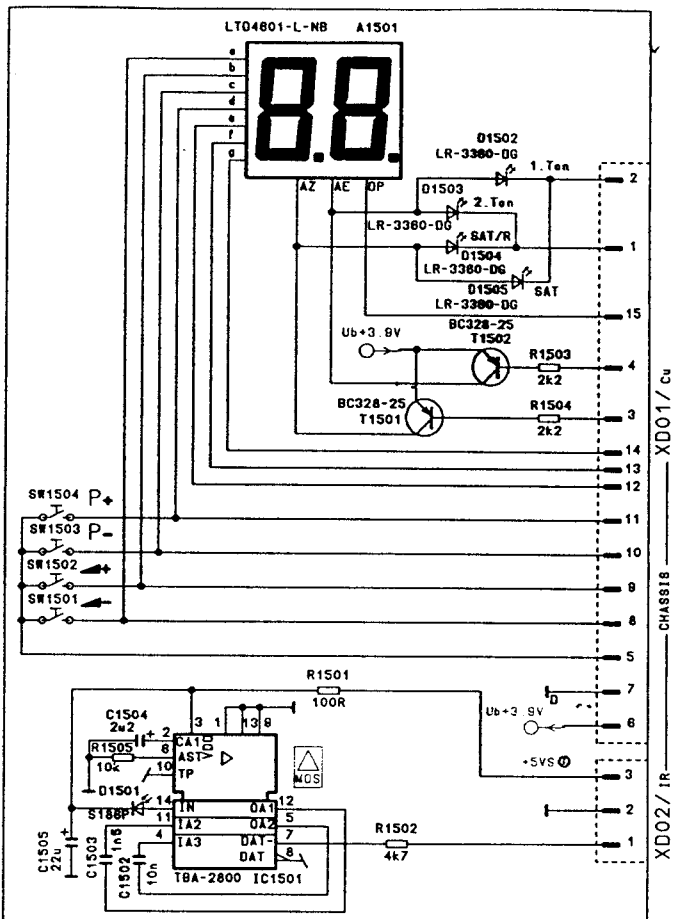 LTO4801-L-NB A1501
a
b
c
d
e
f
g
AZ AE DP
D1502
LR-3360-DG
1.Ton
2
D1503
2.Ton
LR-3360-DG
SAT/R
1
D1504
LR-3360-DG
D1505
SAT
LR-3380-DG
15
BC328-25
T1502
Ub+3.9V
R1503
2k2
4
BC328-25
T1501
R1504
2k2
3
14
13
12
SW1504 P+
11
SW1503 P-
10
SW1502 +
9
SW1501 -
8
5
R1501
100R
7
D
Ub+3.9V
6
XD01/Cu
CHASSIS
XD02/IR
+5VS
3
2
1
C1504
2u2
+
2 3 1 13 9
CA1 VDD
R1505
10k
6 AST
10 TP
MOS
D1501
S186P
14 IN OA1 12
11 IA2 OA2 5
4 IA3 DAT- 7
DAT 8
R1502
4k7
C1505
22u
+
C1503
1n5
C1502
10n
TBA-2800 IC1501